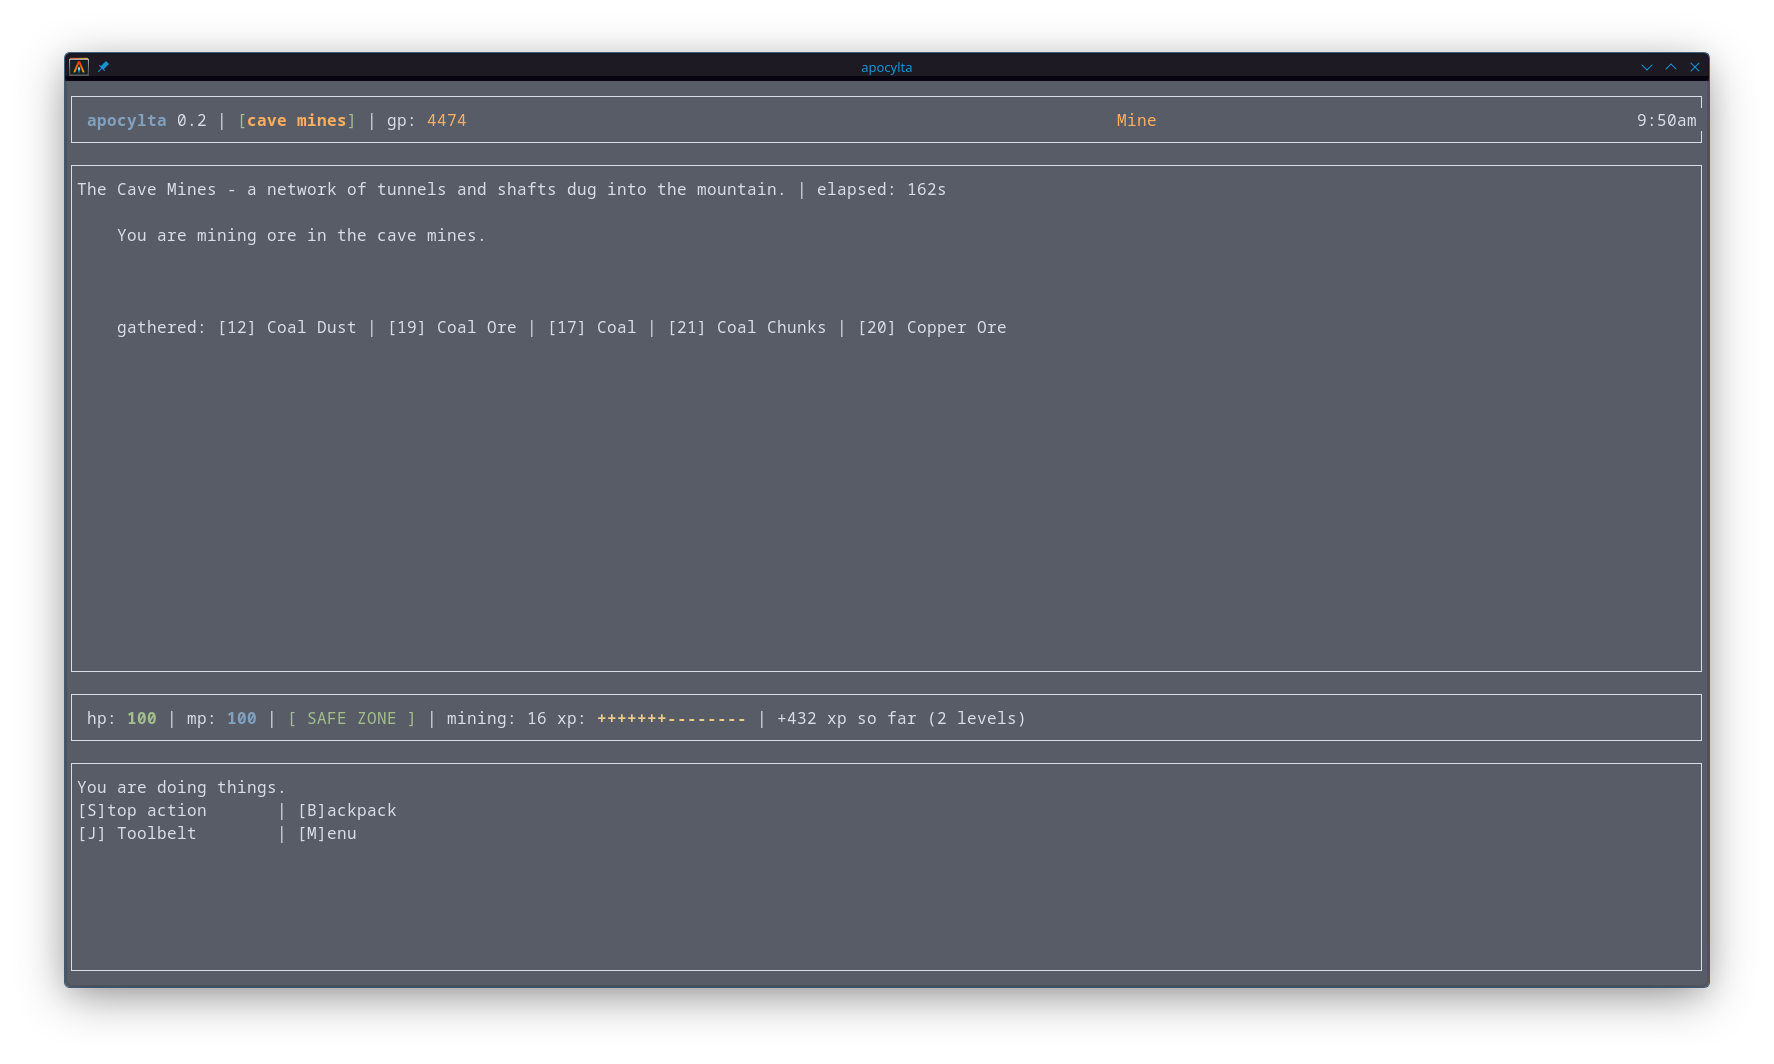 apocylta
apocylta 0.2 | [cave mines] | gp: 4474 Mine 9:50am
The Cave Mines - a network of tunnels and shafts dug into the mountain. | elapsed: 162s
You are mining ore in the cave mines.
gathered: [12] Coal Dust | [19] Coal Ore | [17] Coal | [21] Coal Chunks | [20] Copper Ore
hp: 100 | mp: 100 | [ SAFE ZONE ] | mining: 16 xp: +++++++-------- | +432 xp so far (2 levels)
You are doing things.
[S]top action | [B]ackpack
[J] Toolbelt | [M]enu